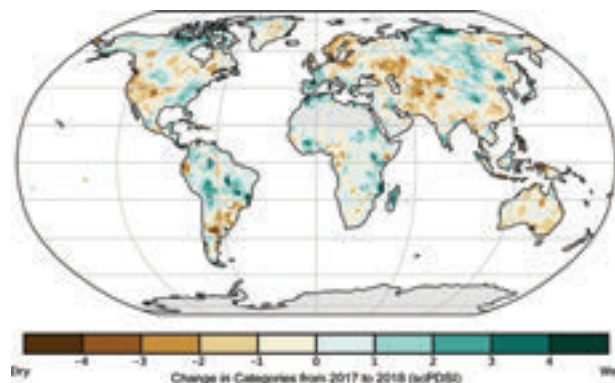 -4 -3 -2 -1 0 1 2 3 4
Dry
Change in Categories from 2017 to 2018 (scPDSI)